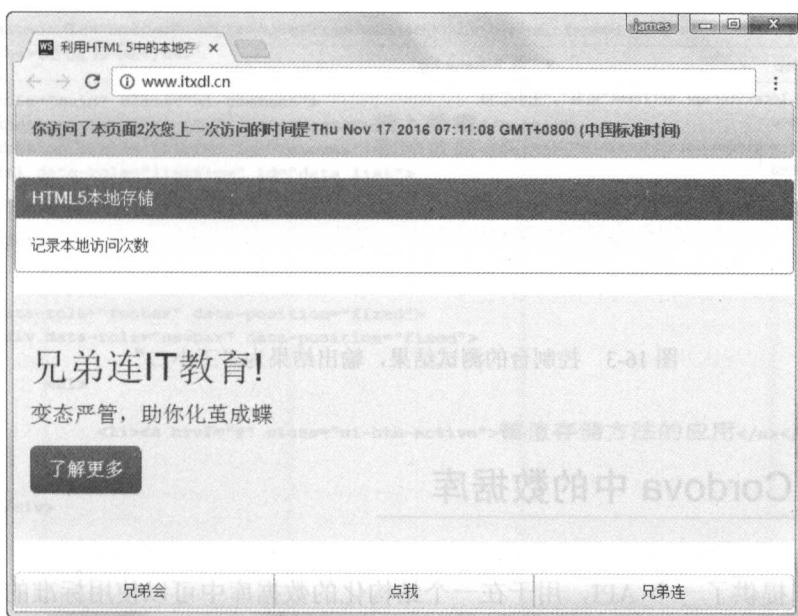 james
利用HTML 5中的本地存
www.itxdl.cn
你访问了本页面2次您上一次访问的时间是Thu Nov 17 2016 07:11:08 GMT+0800 (中国标准时间)
HTML5本地存储
记录本地访问次数
兄弟连IT教育!
变态严管，助你化茧成蝶
了解更多
兄弟会
点我
兄弟连